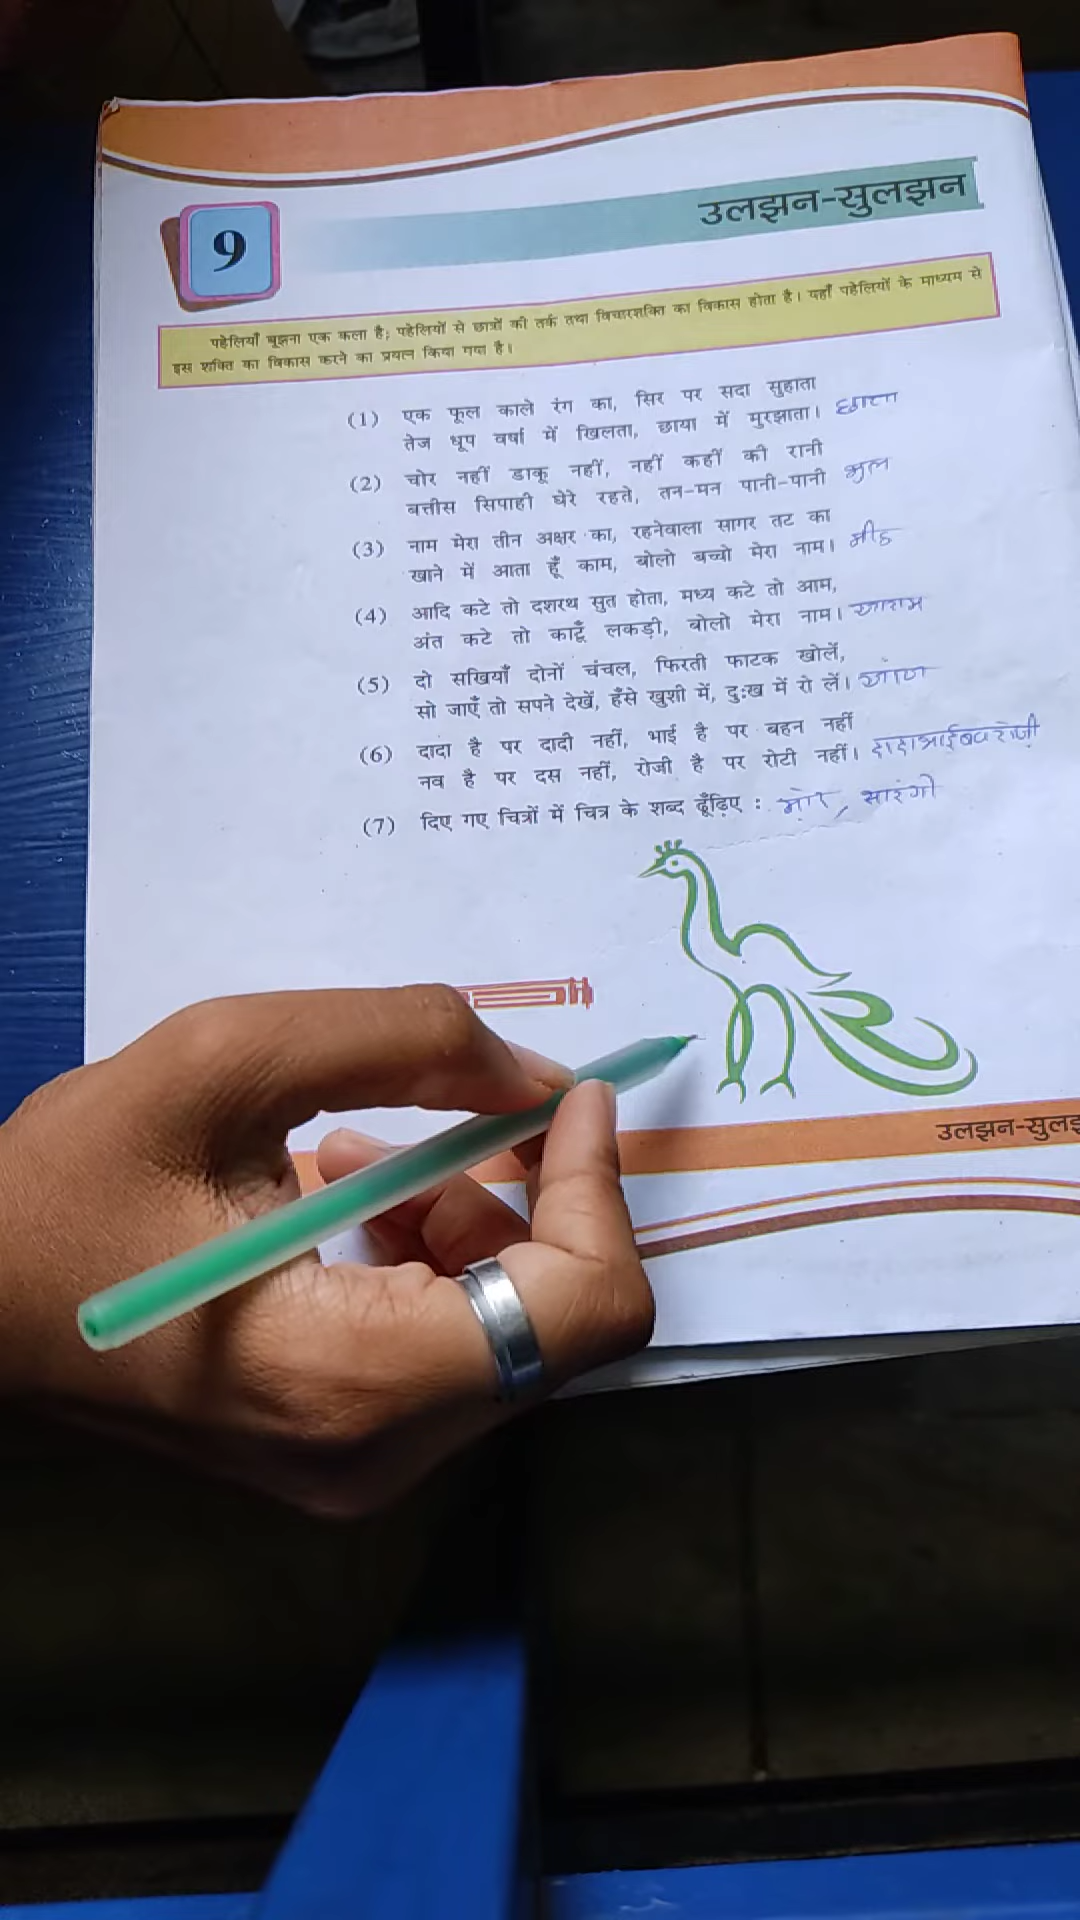 9
उलझन-सुलझन
पहेलियाँ बूझना एक कला है; पहेलियों से छात्रों की तर्क तथा विचारशक्ति का विकास होता है। यहाँ पहेलियों के माध्यम से
इस शक्ति का विकास करने का प्रयत्न किया गया है।
(1) एक फूल काले रंग का, सिर पर सदा सुहाता
तेज धूप वर्षा में खिलता, छाया में मुरझाता। छाता
(2) चोर नहीं डाकू नहीं, नहीं कहीं की रानी
बत्तीस सिपाही घेरे रहते, तन-मन पानी-पानी
(3) नाम मेरा तीन अक्षर का, रहनेवाला सागर तट का
खाने में आता हूँ काम, बोलो बच्चो मेरा नाम।
(4) आदि कटे तो दशरथ सुत होता, मध्य कटे तो आम,
अंत कटे तो काटूँ लकड़ी, बोलो मेरा नाम। आराम
(5) दो सखियाँ दोनों चंचल, फिरती फाटक खोलें,
सो जाएँ तो सपने देखें, हँसे खुशी में, दुःख में रो लें।
(6) दादा है पर दादी नहीं, भाई है पर बहन नहीं
नव है पर दस नहीं, रोजी है पर रोटी नहीं। दादाभाई नवरोजी
(7) दिए गए चित्रों में चित्र के शब्द ढूँढ़िए : मोर, सारंगी
मोर
उलझन-सुलझ